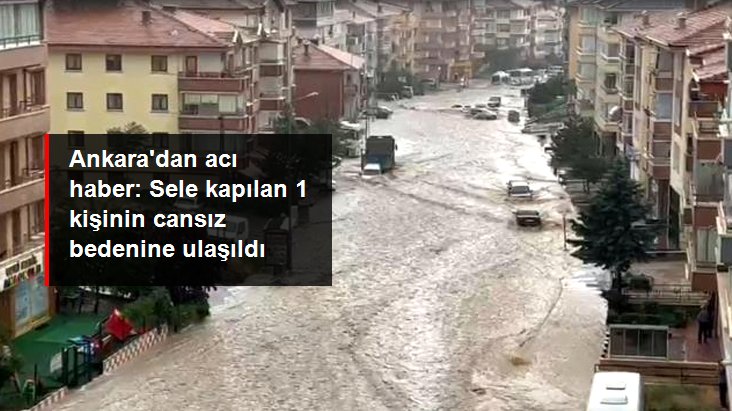 Ankara'dan acı
haber: Sele kapılan 1
kişinin cansız
bedenine ulaşıldı